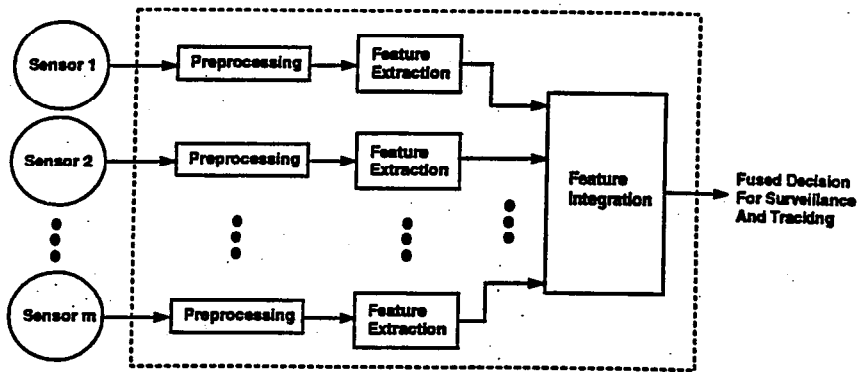 Sensor 1
Preprocessing
Feature
Extraction
Sensor 2
Preprocessing
Feature
Extraction
Feature
Integration
Fused Decision
For Surveillance
And Tracking
Sensor m
Preprocessing
Feature
Extraction